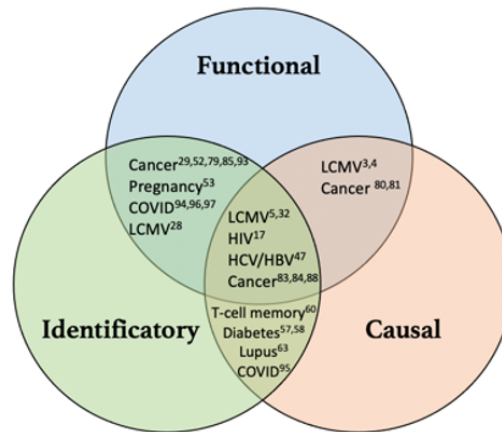 Functional
Cancer29,52,79,85,93
Pregnancy53
COVID94,96,97
LCMV28
LCMV3,4
Cancer 80,81
LCMV5,32
HIV17
HCV/HBV47
Cancer83,84,88
T-cell memory60
Diabetes57,58
Lupus63
COVID95
Identificatory
Causal